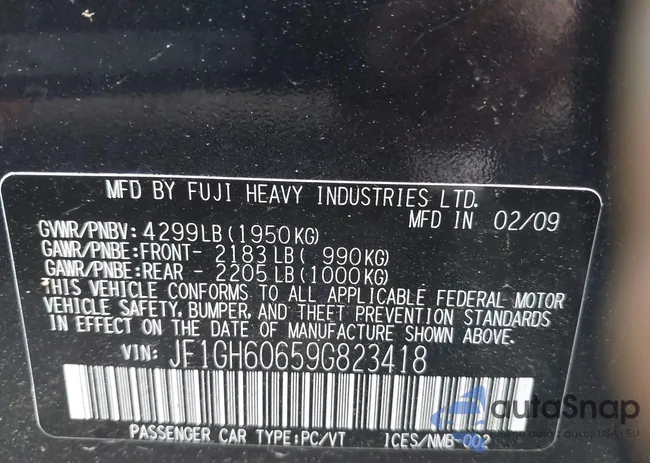 MFD BY FUJI HEAVY INDUSTRIES LTD.
MFD IN 02/09
GVWR/PNBV: 4299LB(1950KG)
GAWR/PNBE:FRONT- 2183LB( 990KG)
GAWR/PNBE:REAR - 2205LB(1000KG)
THIS VEHICLE CONFORMS TO ALL APPLICABLE FEDERAL MOTOR
VEHICLE SAFETY, BUMPER, AND THEFT PREVENTION STANDARDS
IN EFFECT ON THE DATE OF MANUFACTURE SHOWN ABOVE.
VIN: JF1GH60659G823418
PASSENGER CAR TYPE:PC/VT ICES/NMB-002
autoSnap